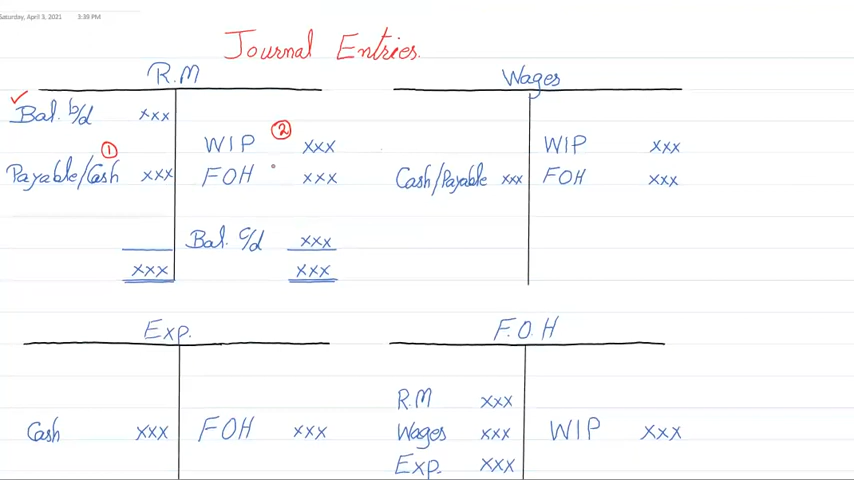 Saturday, April 3, 2021 3:39 PM
Journal Entries.
R.M
Bal. b/d xxx
① ②
WIP xxx
Payable/Cash xxx FOH xxx
Bal. c/d xxx
xxx xxx
Wages
WIP xxx
Cash/Payable xxx FOH xxx
Exp.
Cash xxx FOH xxx
F.O.H
R.M xxx
Wages xxx WIP xxx
Exp. xxx